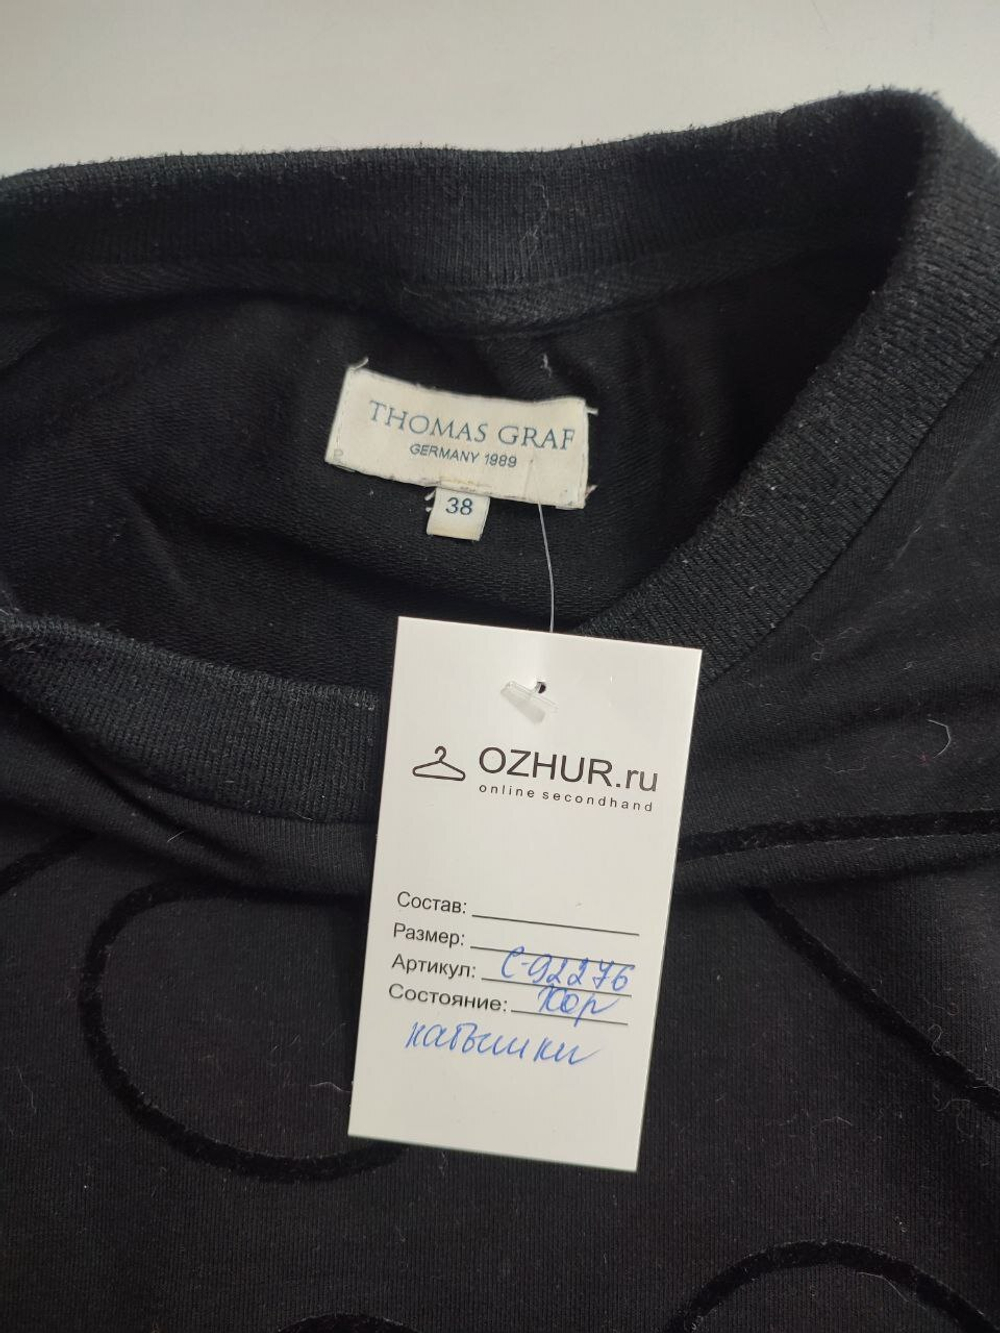 THOMAS GRAF
GERMANY 1989
38
OZHUR.ru
online secondhand
Состав:
Размер:
Артикул: С-92276
Состояние: хор
катышки